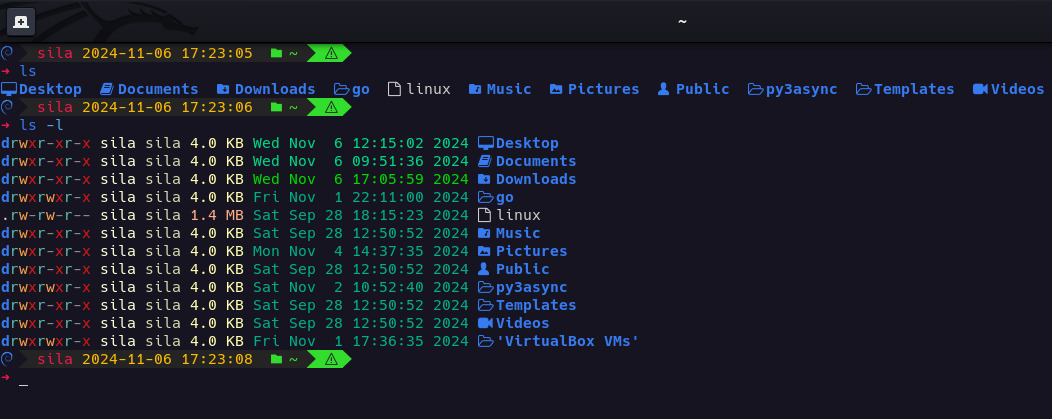 ~
sila 2024-11-06 17:23:05 ~
→ ls
Desktop Documents Downloads go linux Music Pictures Public py3async Templates Videos
sila 2024-11-06 17:23:06 ~
→ ls -l
drwxr-xr-x sila sila 4.0 KB Wed Nov  6 12:15:02 2024 Desktop
drwxr-xr-x sila sila 4.0 KB Wed Nov  6 09:51:36 2024 Documents
drwxr-xr-x sila sila 4.0 KB Wed Nov  6 17:05:59 2024 Downloads
drwxrwxr-x sila sila 4.0 KB Fri Nov  1 22:11:00 2024 go
.rw-rw-r-- sila sila 1.4 MB Sat Sep 28 18:15:23 2024 linux
drwxr-xr-x sila sila 4.0 KB Sat Sep 28 12:50:52 2024 Music
drwxr-xr-x sila sila 4.0 KB Mon Nov  4 14:37:35 2024 Pictures
drwxr-xr-x sila sila 4.0 KB Sat Sep 28 12:50:52 2024 Public
drwxrwxr-x sila sila 4.0 KB Sat Nov  2 10:52:40 2024 py3async
drwxr-xr-x sila sila 4.0 KB Sat Sep 28 12:50:52 2024 Templates
drwxr-xr-x sila sila 4.0 KB Sat Sep 28 12:50:52 2024 Videos
drwxrwxr-x sila sila 4.0 KB Fri Nov  1 17:36:35 2024 'VirtualBox VMs'
sila 2024-11-06 17:23:08 ~
→ _